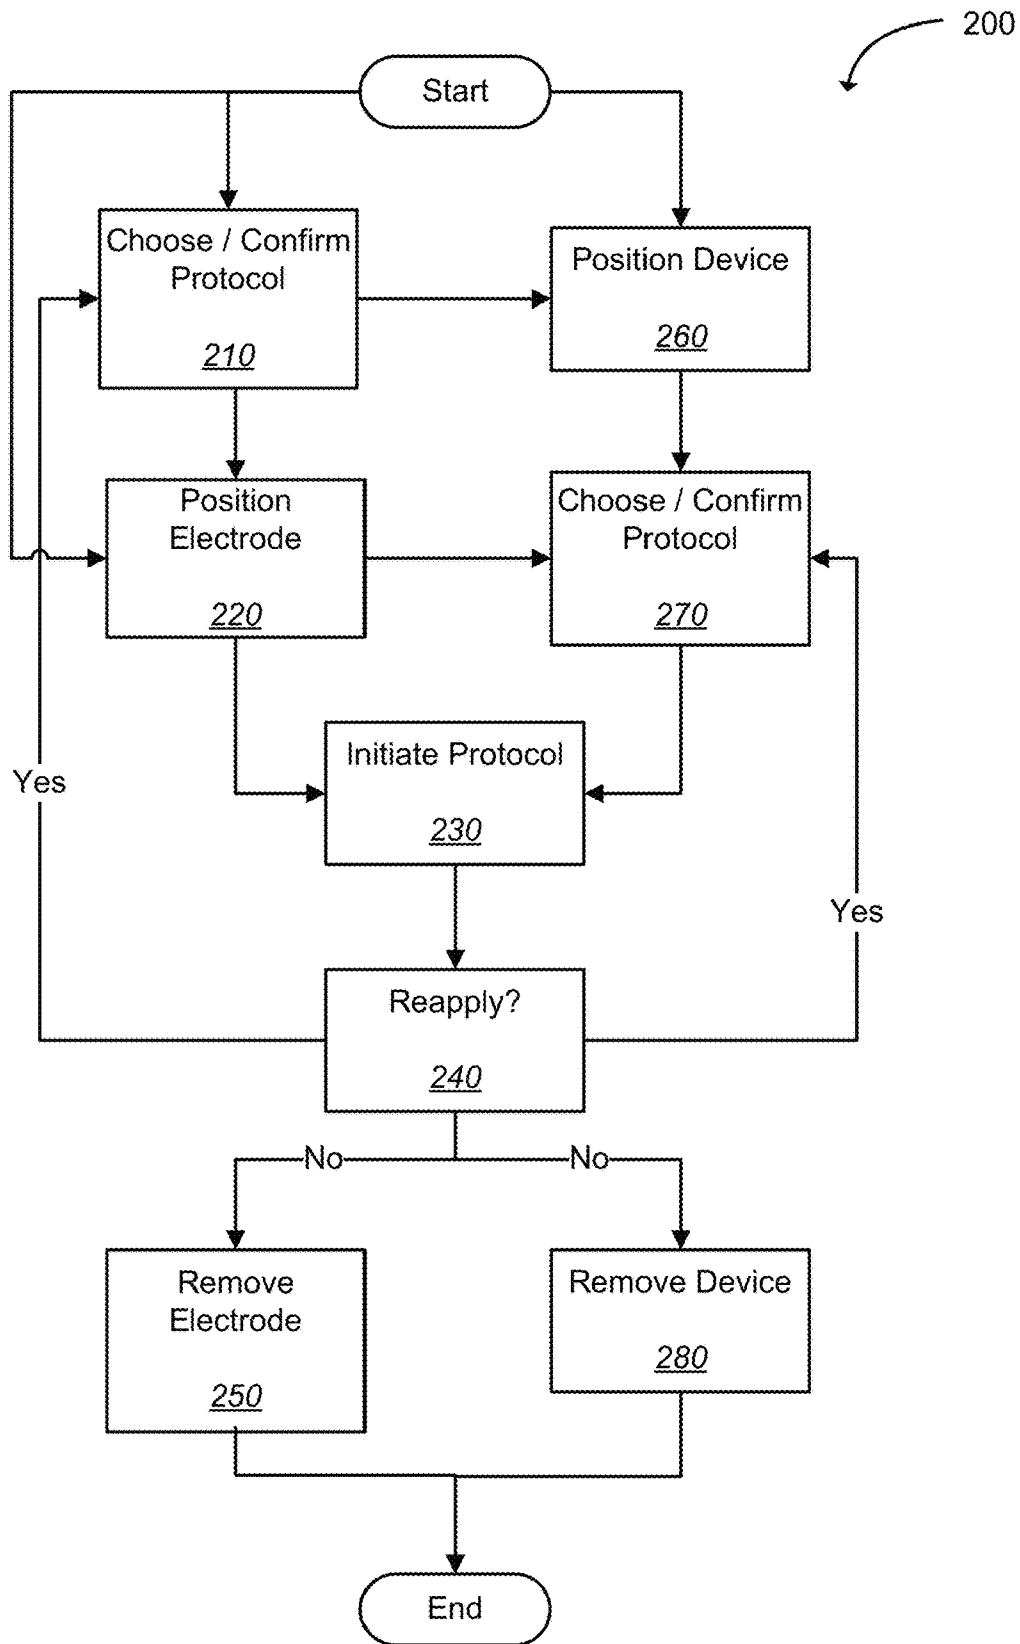 200
Start
Choose / Confirm
Protocol
210
Position Device
260
Position
Electrode
220
Choose / Confirm
Protocol
270
Initiate Protocol
230
Yes
Yes
Reapply?
240
No
No
Remove
Electrode
250
Remove Device
280
End